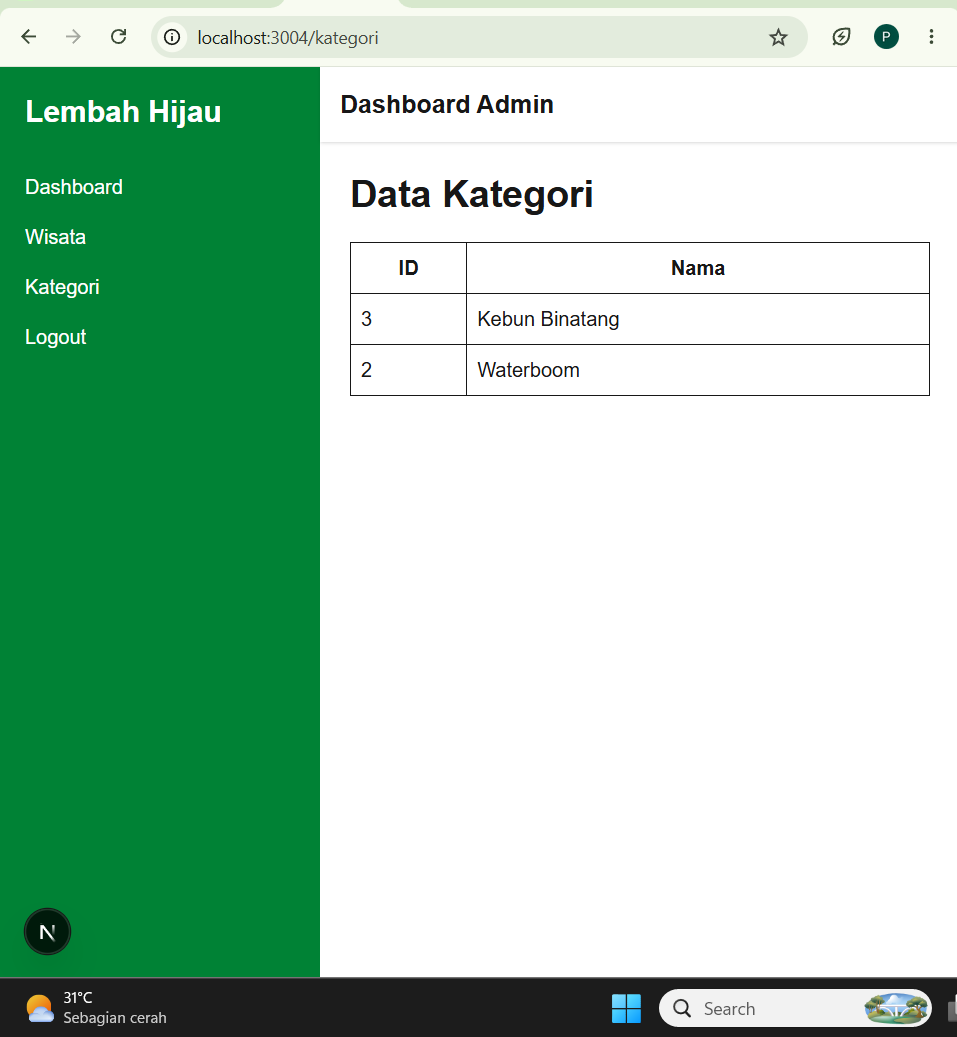 localhost:3004/kategori
P
Lembah Hijau
Dashboard Admin
Dashboard
Wisata
Kategori
Logout
Data Kategori
ID Nama
3 Kebun Binatang
2 Waterboom
N
31°C
Sebagian cerah
Search